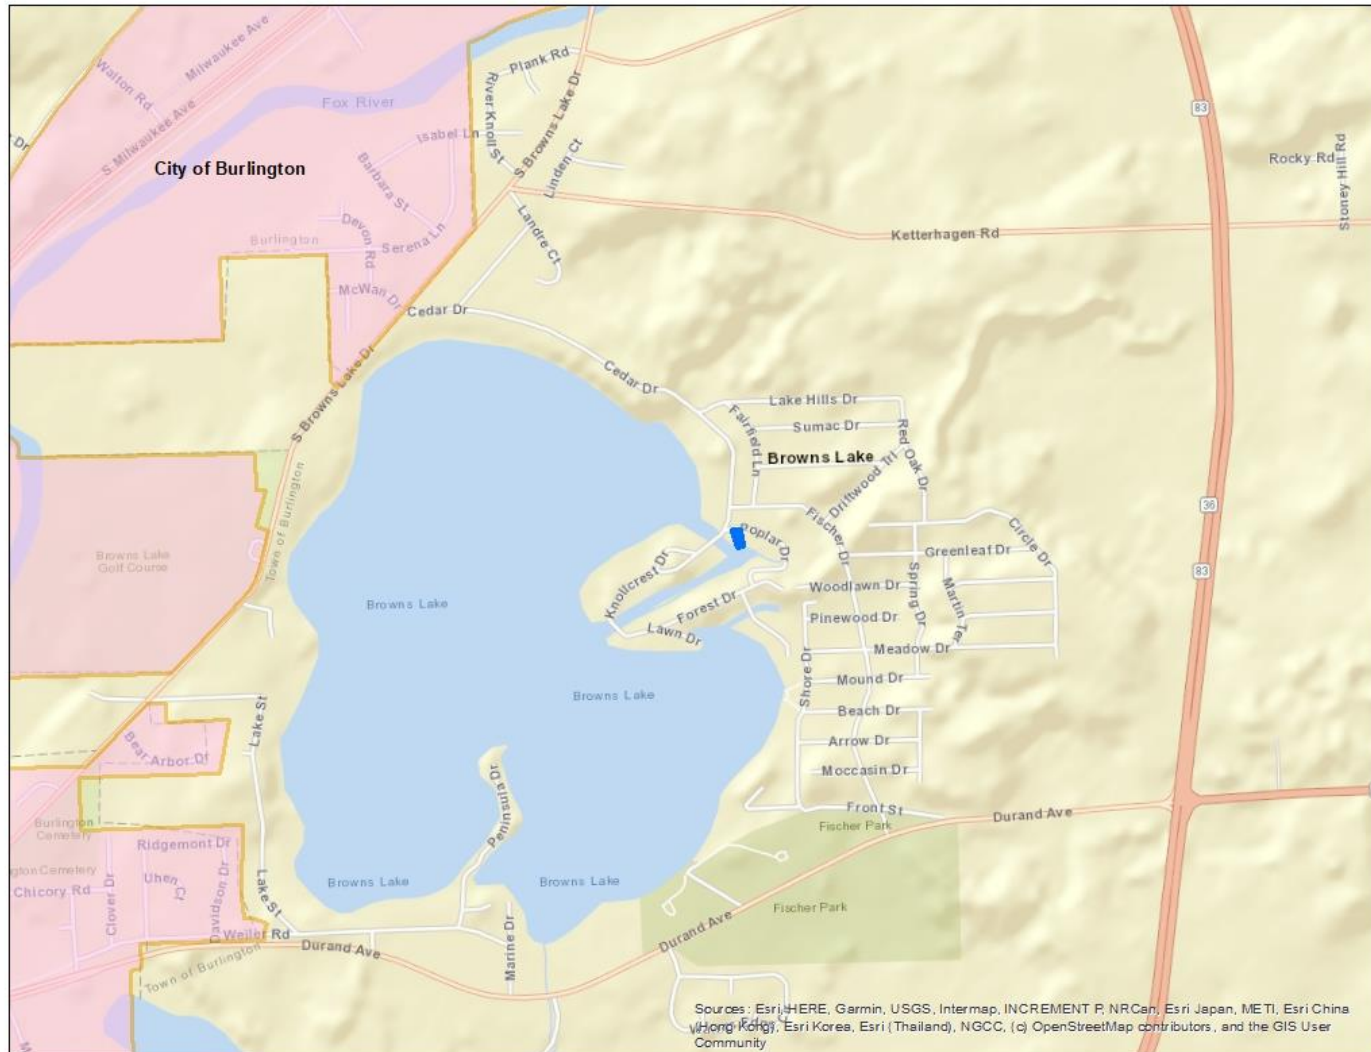 Milwaukee Ave
Walton Rd
S Milwaukee Ave
Fox River
City of Burlington
Plank Rd
River Knoll St
S Browns Lake Dr
Isabel Ln
Barbara St
Linden Ct
Devon Rd
Serena Ln
Burlington
McWan Dr
Landre Ct
Dr
83
Rocky Rd
Stoney Hill Rd
Ketterhagen Rd
Cedar Dr
S Browns Lake Dr
Cedar Dr
Lake Hills Dr
Sumac Dr
Fairfield Ln
Browns Lake
Driftwood Trl
Red Oak Dr
Town of Burlington
Browns Lake
Golf Course
36
Poplar Dr
Fischer Dr
Circle Dr
Greenleaf Dr
83
Knollcrest Dr
Forest Dr
Lawn Dr
Woodlawn Dr
Spring Dr
Martin Ter
Pinewood Dr
Browns Lake
Meadow Dr
Shore Dr
Mound Dr
Browns Lake
Beach Dr
Arrow Dr
Moccasin Dr
Lake St
Bear Arbor Dr
Peninsula Dr
Front St
Durand Ave
Fischer Park
Burlington
Cemetery
Ridgemont Dr
gton Cemetery
Chicory Rd
Uhen Ct
Clover Dr
Davidson Dr
Lake St
Browns Lake
Browns Lake
Fischer Park
Weiler Rd
Durand Ave
Marine Dr
Durand Ave
Town of Burlington
Sources: Esri, HERE, Garmin, USGS, Intermap, INCREMENT P, NRCan, Esri Japan, METI, Esri China
(Hong Kong), Esri Korea, Esri (Thailand), NGCC, (c) OpenStreetMap contributors, and the GIS User
Community